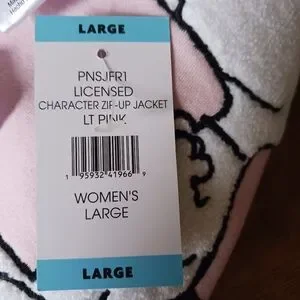 LARGE
PNSJFR1
LICENSED
CHARACTER ZIP-UP JACKET
LT PINK
1 95932 41966 9
WOMEN'S
LARGE
LARGE